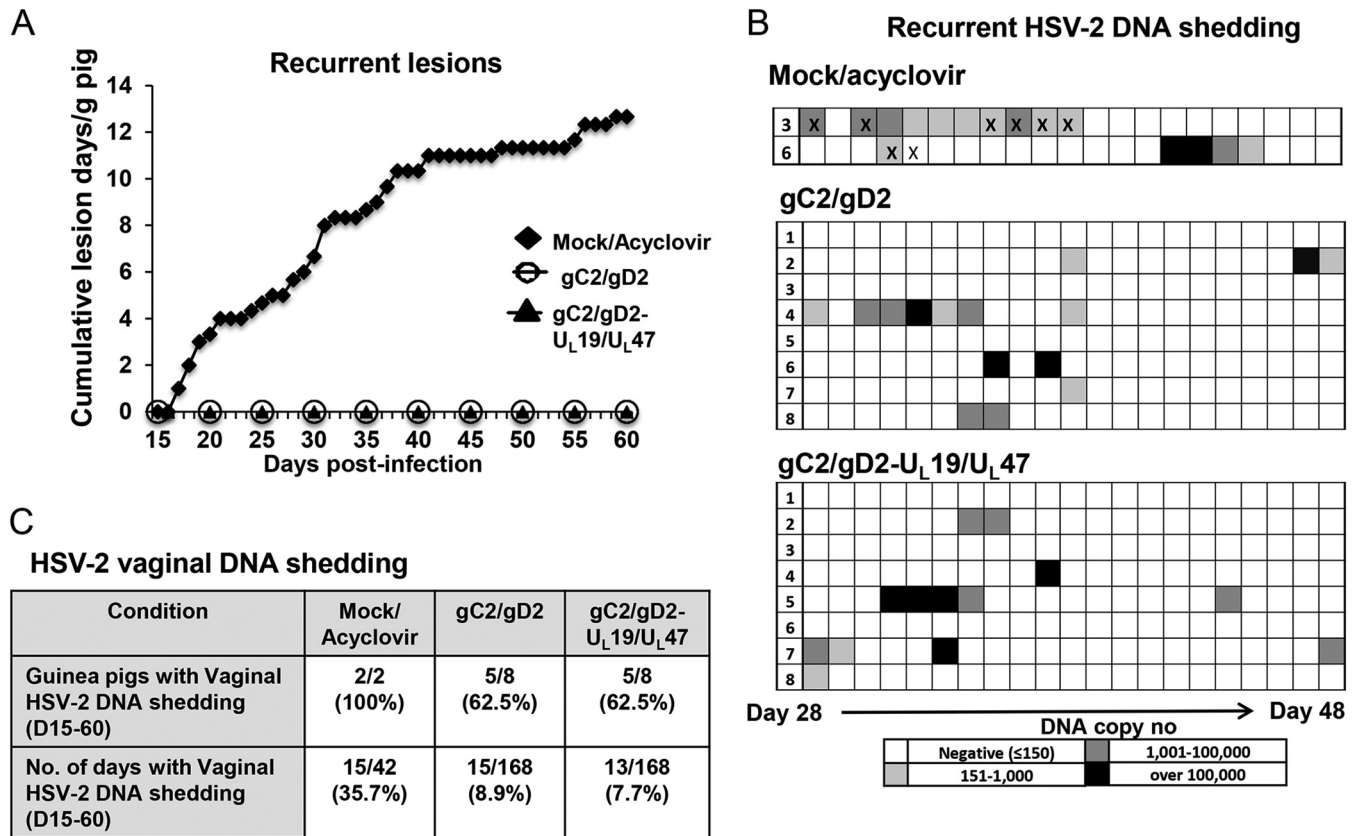 A
Recurrent lesions
Cumulative lesion days/g pig
14
12
10
8
6
4
2
0
15 20 25 30 35 40 45 50 55 60
Days post-infection
Mock/Acyclovir
gC2/gD2
gC2/gD2-
UL19/UL47
B
Recurrent HSV-2 DNA shedding
Mock/acyclovir
3 X X X X X X
6 X X
gC2/gD2
1
2
3
4
5
6
7
8
gC2/gD2-UL19/UL47
1
2
3
4
5
6
7
8
Day 28 Day 48
DNA copy no
Negative (≤150) 1,001-100,000
151-1,000 over 100,000
C
HSV-2 vaginal DNA shedding
Condition Mock/ gC2/gD2 gC2/gD2-
Acyclovir UL19/UL47
Guinea pigs with Vaginal 2/2 5/8 5/8
HSV-2 DNA shedding (100%) (62.5%) (62.5%)
(D15-60)
No. of days with Vaginal 15/42 15/168 13/168
HSV-2 DNA shedding (35.7%) (8.9%) (7.7%)
(D15-60)